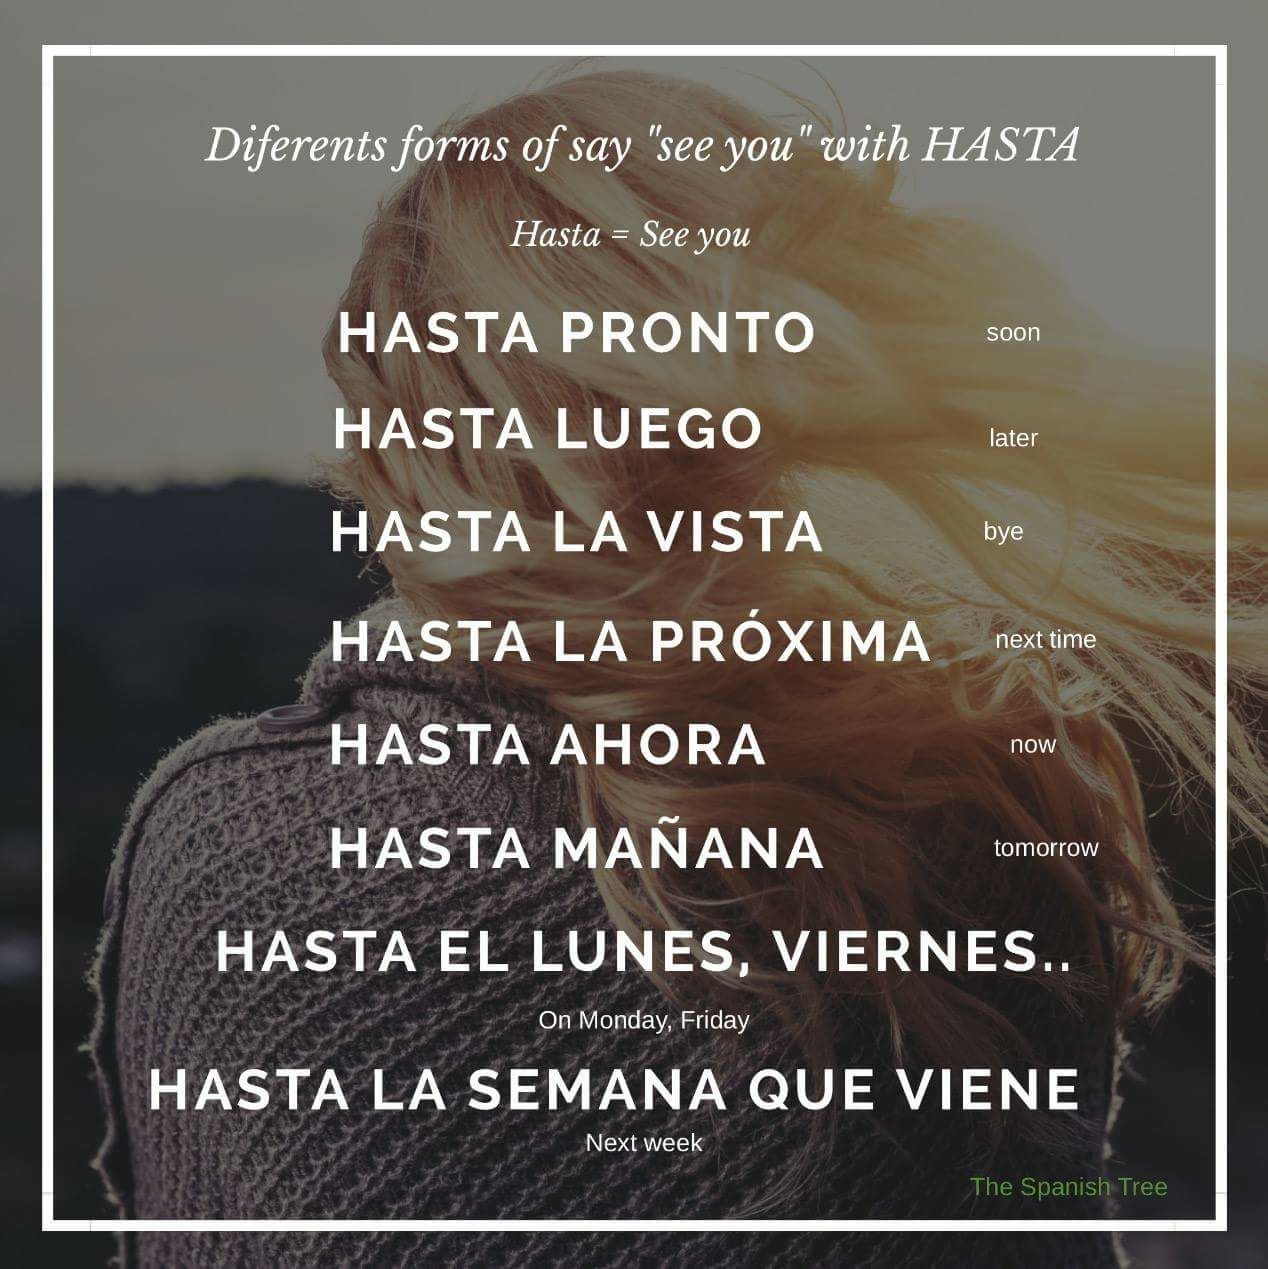 Diferents forms of say "see you" with HASTA
Hasta = See you
HASTA PRONTO soon
HASTA LUEGO later
HASTA LA VISTA bye
HASTA LA PRÓXIMA next time
HASTA AHORA now
HASTA MAÑANA tomorrow
HASTA EL LUNES, VIERNES..
On Monday, Friday
HASTA LA SEMANA QUE VIENE
Next week
The Spanish Tree